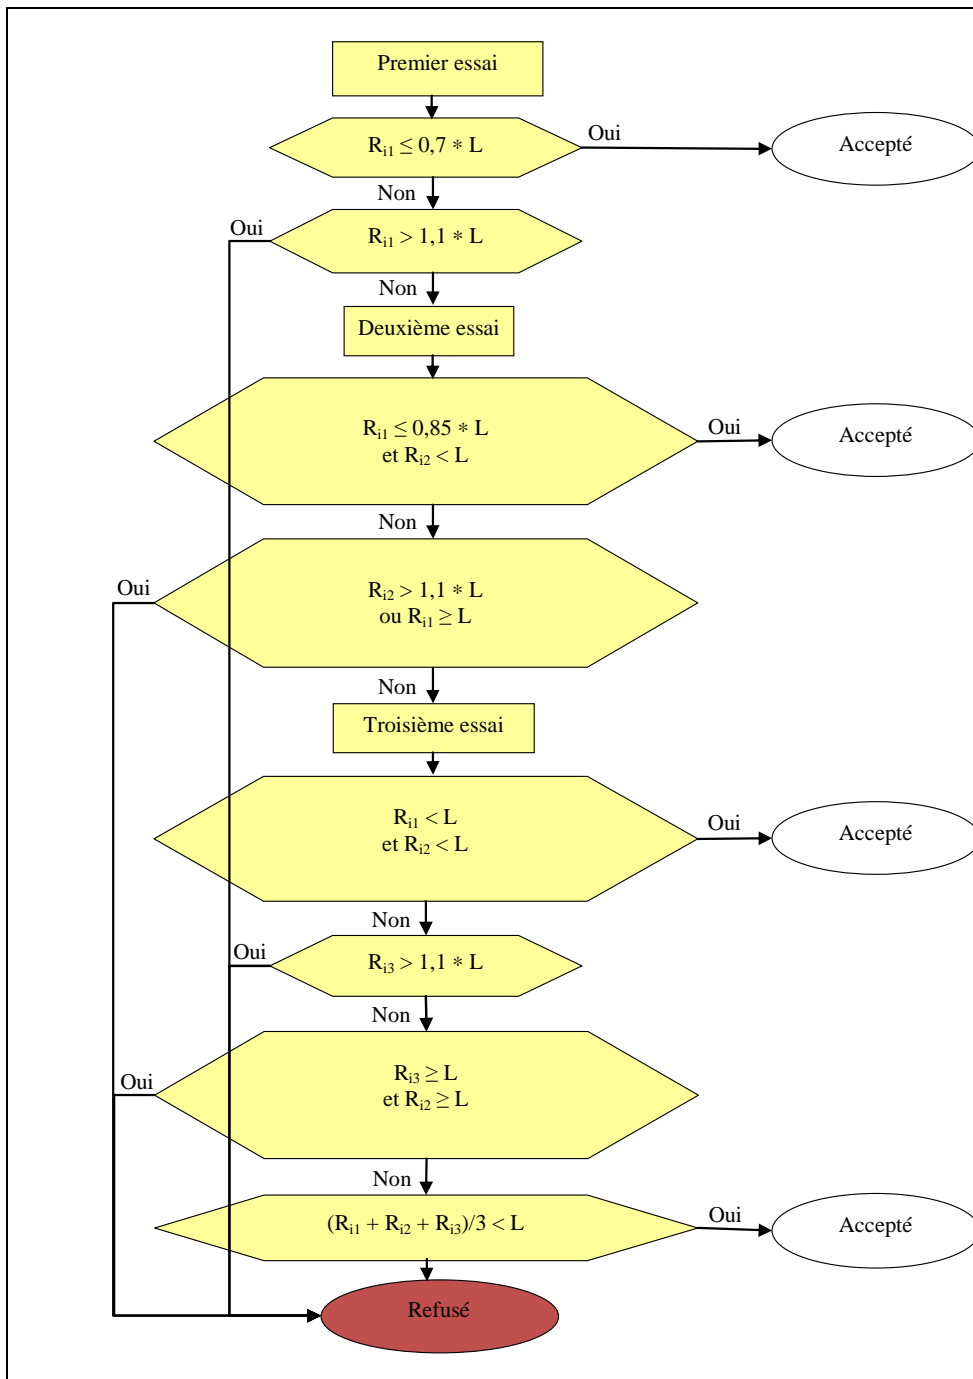 Premier essai
Ri1 ≤ 0,7 * L
Oui
Accepté
Non
Oui
Ri1 > 1,1 * L
Non
Deuxième essai
Ri1 ≤ 0,85 * L
et Ri2 < L
Oui
Accepté
Non
Oui
Ri2 > 1,1 * L
ou Ri1 ≥ L
Non
Troisième essai
Ri1 < L
et Ri2 < L
Oui
Accepté
Non
Oui
Ri3 > 1,1 * L
Non
Oui
Ri3 ≥ L
et Ri2 ≥ L
Non
(Ri1 + Ri2 + Ri3)/3 < L
Oui
Accepté
Refusé